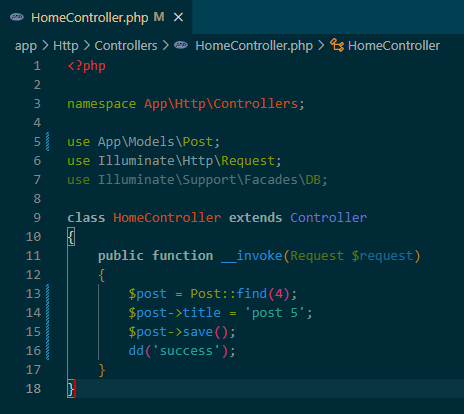 HomeController.php M ×
app > Http > Controllers > HomeController.php > HomeController
1 <?php
2
3 namespace App\Http\Controllers;
4
5 use App\Models\Post;
6 use Illuminate\Http\Request;
7 use Illuminate\Support\Facades\DB;
8
9 class HomeController extends Controller
10 {
11     public function __invoke(Request $request)
12     {
13         $post = Post::find(4);
14         $post->title = 'post 5';
15         $post->save();
16         dd('success');
17     }
18 }